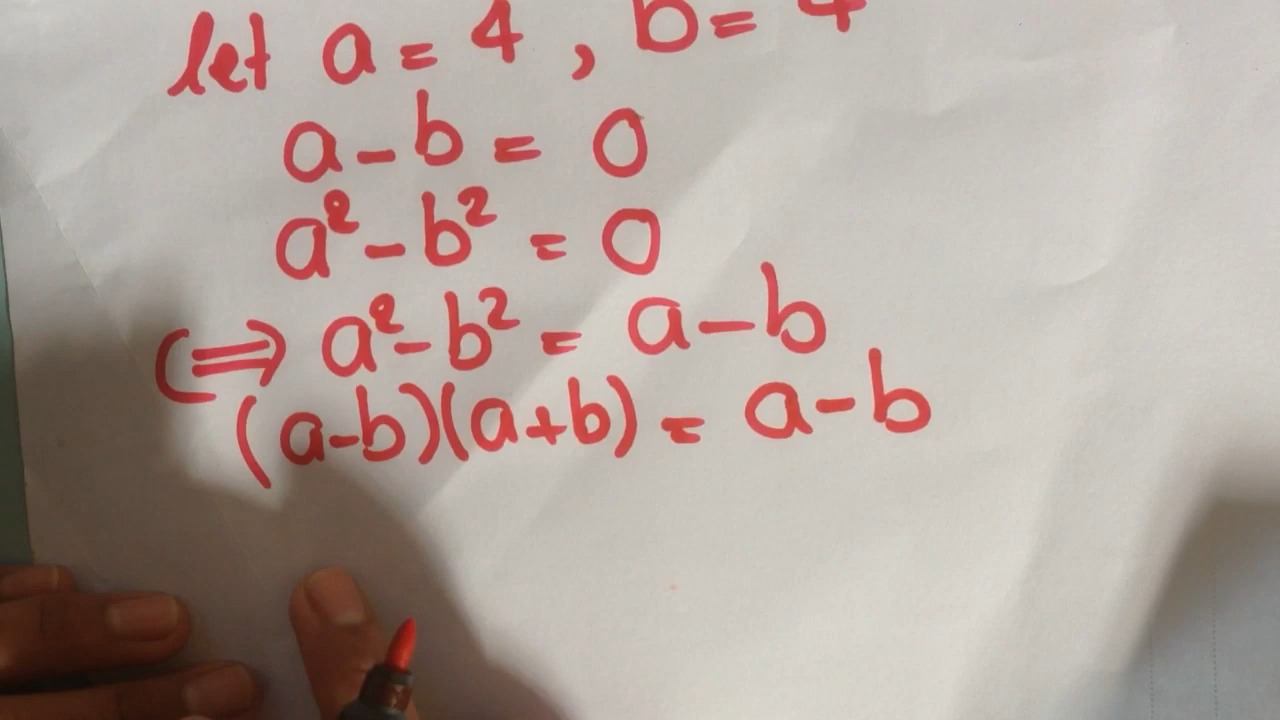 let a = 4 , b = 4
a - b = 0
a² - b² = 0
⟺ a² - b² = a - b
(a-b)(a+b) = a - b